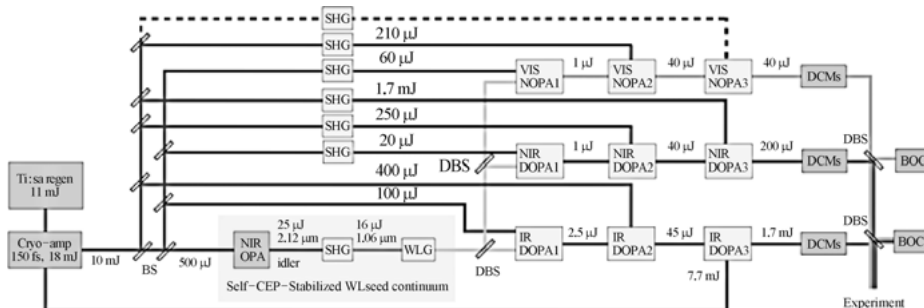 SHG
210 μJ
SHG
60 μJ
SHG
1.7 mJ
SHG
250 μJ
SHG
20 μJ
SHG
400 μJ
100 μJ
VIS
NOPA1
1 μJ
VIS
NOPA2
40 μJ
VIS
NOPA3
40 μJ
DCMs
DBS
NIR
DOPA1
1 μJ
NIR
DOPA2
40 μJ
NIR
DOPA3
200 μJ
DCMs
DBS
BOC
Ti:sa regen
11 mJ
Cryo-amp
150 fs, 18 mJ
10 mJ
BS
500 μJ
NIR
OPA
25 μJ
2.12 μm
idler
SHG
16 μJ
1.06 μm
WLG
Self-CEP-Stabilized WLseed continuum
DBS
IR
DOPA1
2.5 μJ
IR
DOPA2
45 μJ
IR
DOPA3
1.7 mJ
7.7 mJ
DCMs
DBS
BOC
Experiment